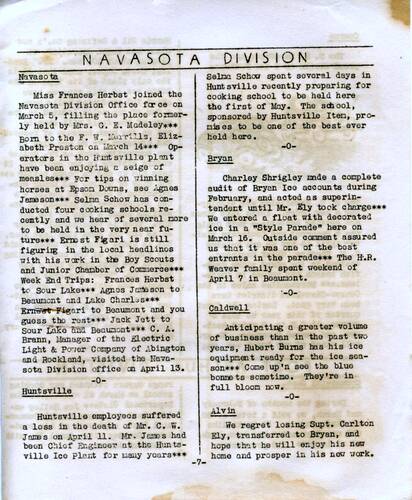 NAVASOTA DIVISION
Navasota
Miss Frances Herbst joined the
Navasota Division Office force on
March 5, filling the place former-
ly held by Mrs. G. E. Madeley***
Born to the F. W. Merrills, Eliz-
abeth Preston on March 14*** Op-
erators in the Huntsville plant
have been enjoying a seige of
measles*** For tips on winning
horses at Epsom Downs, see Agnes
Jameson*** Selma Schow has con-
ducted four cooking schools re-
cently and we hear of several more
to be held in the very near fu-
ture*** Ernest Figari is still
figuring in the local headlines
with his work in the Boy Scouts
and Junior Chamber of Commerce***
Week End Trips: Frances Herbst
to Sour Lake*** Agnes Jameson to
Beaumont and Lake Charles***
Ernest Figari to Beaumont and you
guess the rest*** Jack Jett to
Sour Lake and Beaumont*** C. A.
Brann, Manager of the Electric
Light & Power Company of Abington
and Rockland, visited the Nava-
sota Division office on April 13.
-0-
Huntsville
Huntsville employees suffered
a loss in the death of Mr. C. W.
James on April 11. Mr. James had
been Chief Engineer at the Hunts-
ville Ice Plant for many years***
Selma Schow spent several days in
Huntsville recently preparing for
cooking school to be held here
the first of May. The school,
sponsored by Huntsville Item, pro-
mises to be one of the best ever
held here.
-0-
Bryan
Charley Shrigley made a complete
audit of Bryan Ice accounts during
February, and acted as superin-
tendent until Mr. Ely took charge***
We entered a float with decorated
ice in a "Style Parade" here on
March 16. Outside comment assured
us that it was one of the best
entrants in the parade*** The H.R.
Weaver family spent weekend of
April 7 in Beaumont.
-0-
Caldwell
Anticipating a greater volume
of business than in the past two
years, Hubert Burns has his ice
equipment ready for the ice sea-
son*** Come up'n see the blue
bonnets sometime. They're in
full bloom now.
-0-
Alvin
We regret losing Supt. Carlton
Ely, transferred to Bryan, and
hope that he will enjoy his new
home and prosper in his new work.
-7-